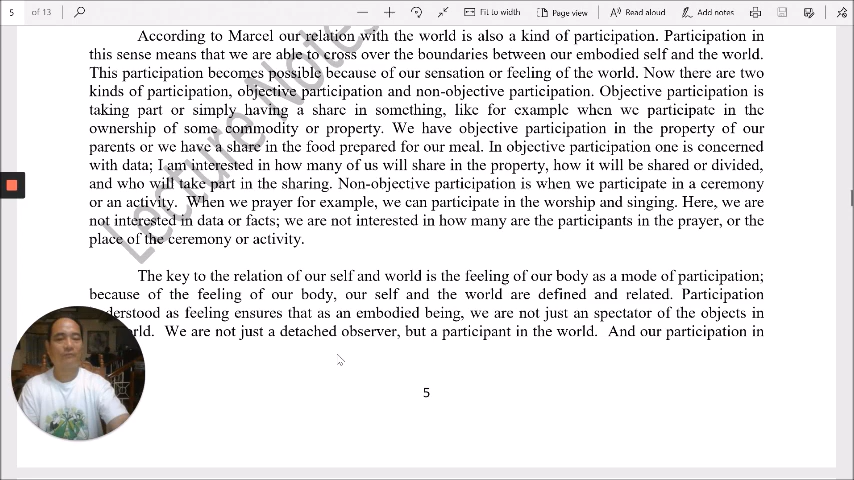 5 of 13 Fit to width Page view Read aloud Add notes
According to Marcel our relation with the world is also a kind of participation. Participation in
this sense means that we are able to cross over the boundaries between our embodied self and the world.
This participation becomes possible because of our sensation or feeling of the world. Now there are two
kinds of participation, objective participation and non-objective participation. Objective participation is
taking part or simply having a share in something, like for example when we participate in the
ownership of some commodity or property. We have objective participation in the property of our
parents or we have a share in the food prepared for our meal. In objective participation one is concerned
with data; I am interested in how many of us will share in the property, how it will be shared or divided,
and who will take part in the sharing. Non-objective participation is when we participate in a ceremony
or an activity. When we prayer for example, we can participate in the worship and singing. Here, we are
not interested in data or facts; we are not interested in how many are the participants in the prayer, or the
place of the ceremony or activity.
The key to the relation of our self and world is the feeling of our body as a mode of participation;
because of the feeling of our body, our self and the world are defined and related. Participation
as feeling ensures that as an embodied being, we are not just an spectator of the objects in
We are not just a detached observer, but a participant in the world. And our participation in
5
Lecture Note